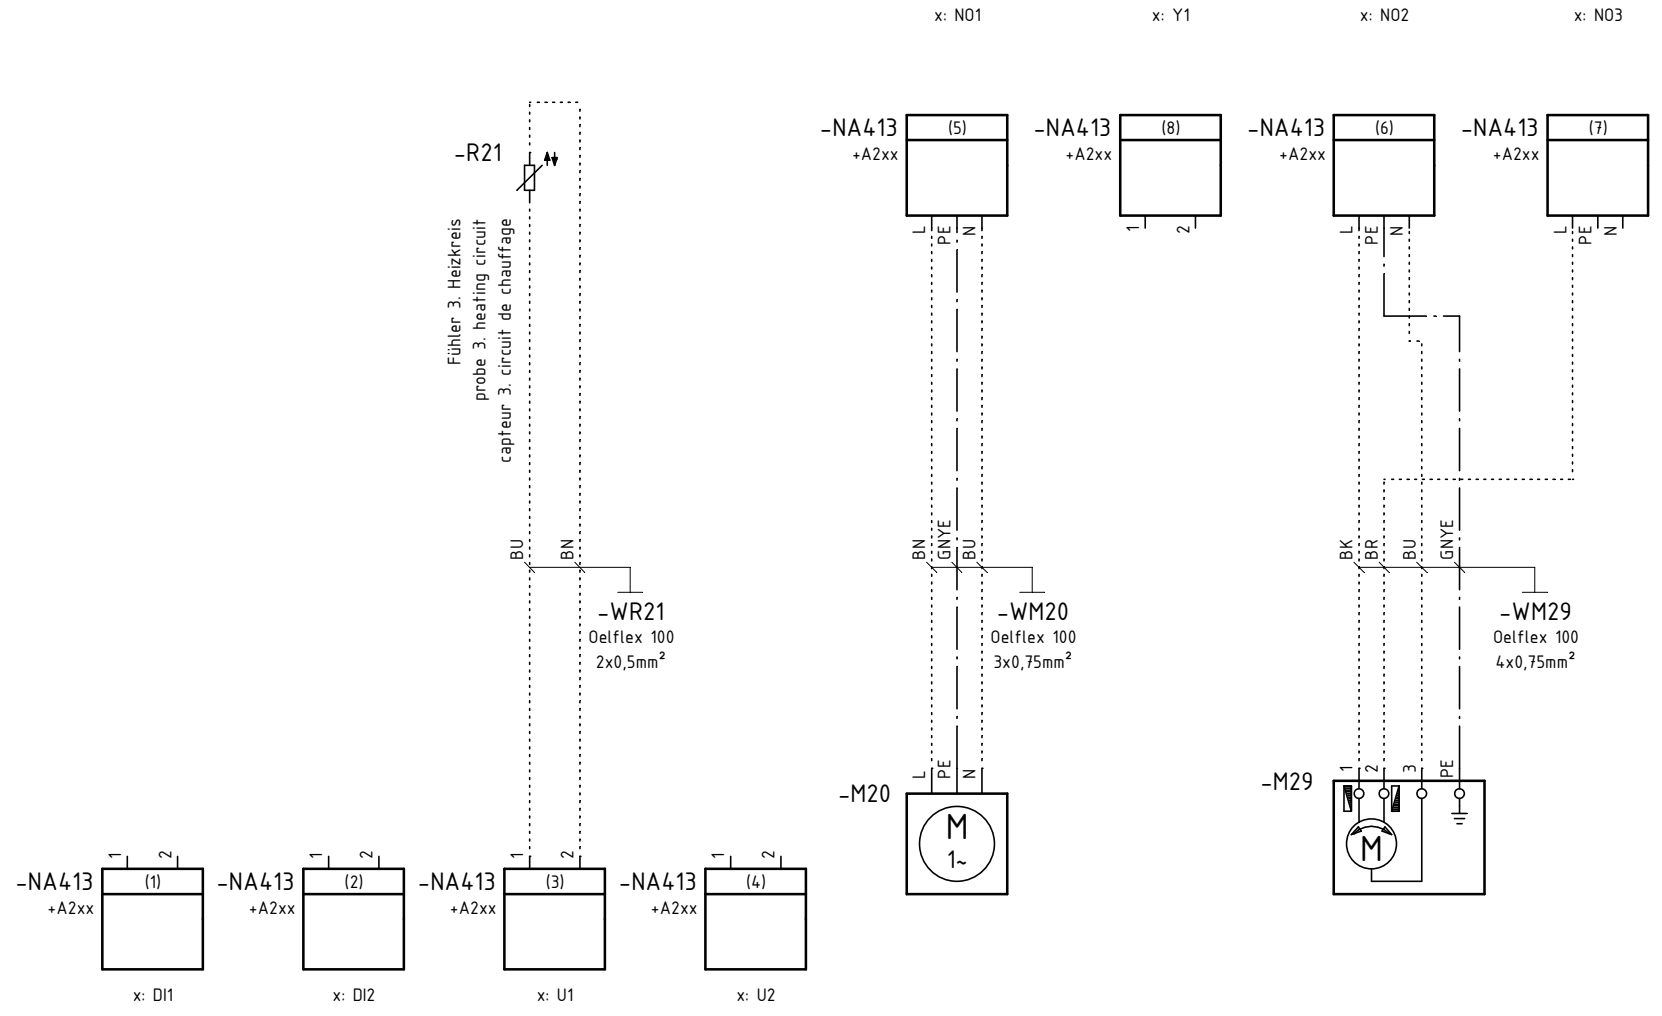 x: NO1
x: Y1
x: NO2
x: NO3
-NA413
+A2xx
(5)
L
PE
N
-NA413
+A2xx
(8)
1
2
-NA413
+A2xx
(6)
L
PE
N
-NA413
+A2xx
(7)
L
PE
N
-R21
Fühler 3. Heizkreis
probe 3. heating circuit
capteur 3. circuit de chauffage
BU
BN
-WR21
Oelflex 100
2x0,5mm²
BN
GNYE
BU
-WM20
Oelflex 100
3x0,75mm²
BK
BR
BU
GNYE
-WM29
Oelflex 100
4x0,75mm²
L
PE
N
-M20
M
1~
1
2
3
PE
-M29
M
1
2
-NA413
+A2xx
(1)
1
2
-NA413
+A2xx
(2)
1
2
-NA413
+A2xx
(3)
1
2
-NA413
+A2xx
(4)
x: DI1
x: DI2
x: U1
x: U2